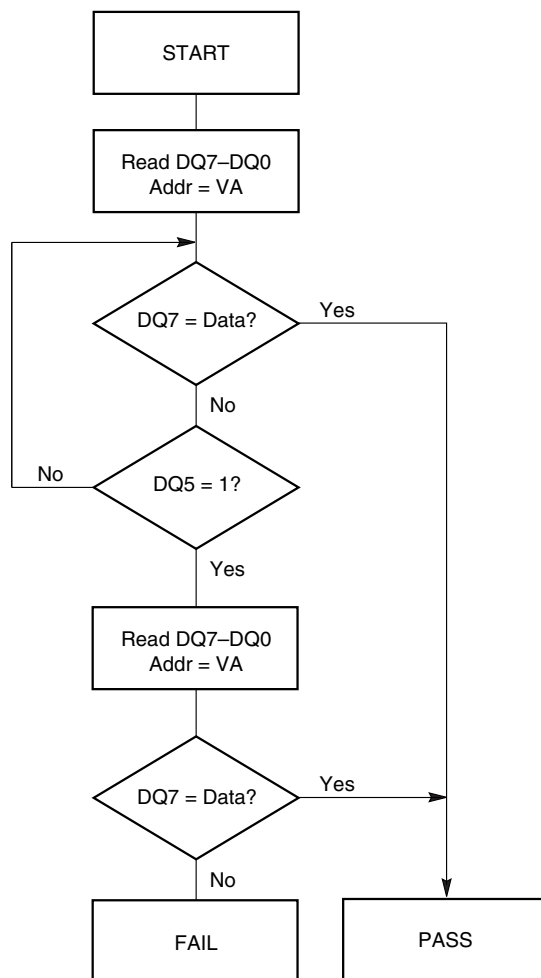 START
Read DQ7–DQ0
Addr = VA
DQ7 = Data?
Yes
No
No
DQ5 = 1?
Yes
Read DQ7–DQ0
Addr = VA
DQ7 = Data?
Yes
No
FAIL
PASS